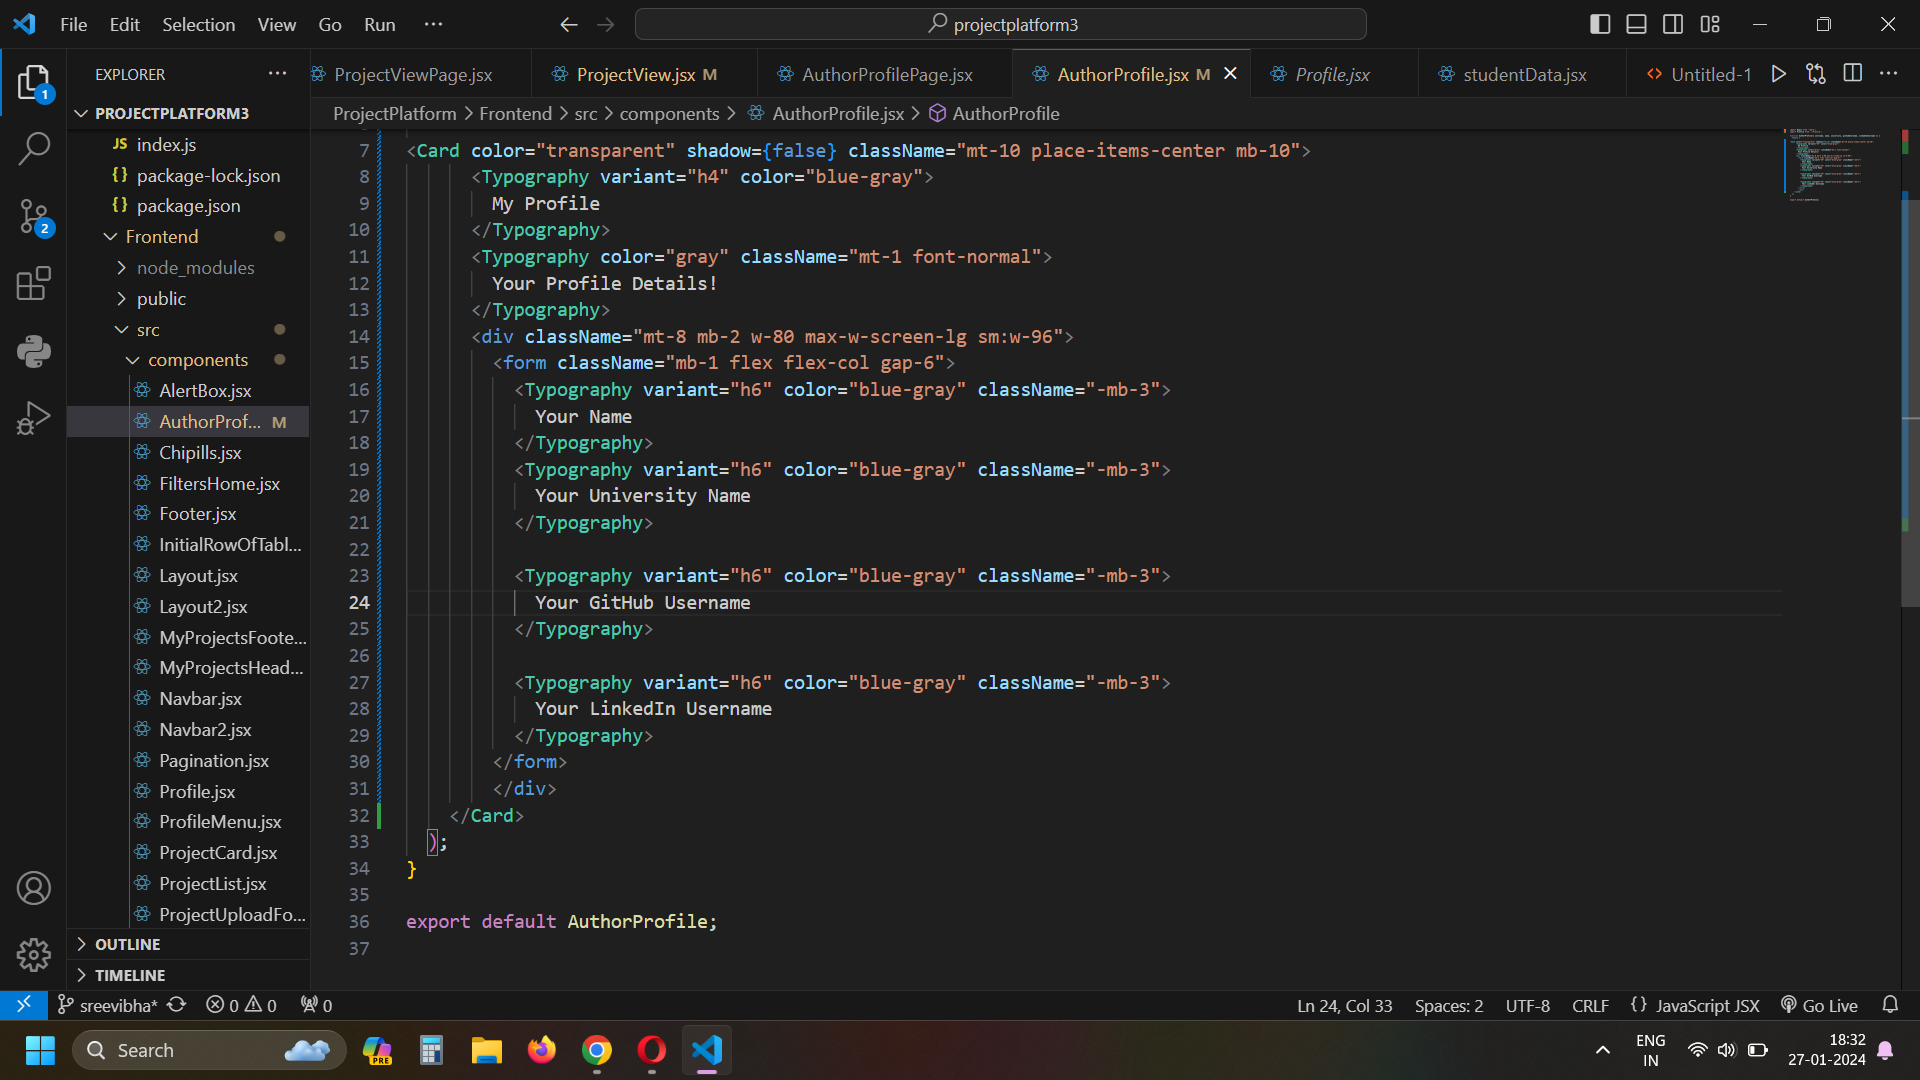 File Edit Selection View Go Run ··· projectplatform3
EXPLORER ···
ProjectViewPage.jsx ProjectView.jsx M AuthorProfilePage.jsx AuthorProfile.jsx M Profile.jsx studentData.jsx Untitled-1 ···
ProjectPlatform > Frontend > src > components > AuthorProfile.jsx > AuthorProfile
1
2
PROJECTPLATFORM3
JS index.js
{} package-lock.json
{} package.json
Frontend
node_modules
public
src
components
AlertBox.jsx
AuthorProf... M
Chipills.jsx
FiltersHome.jsx
Footer.jsx
InitialRowOfTabl...
Layout.jsx
Layout2.jsx
MyProjectsFoote...
MyProjectsHead...
Navbar.jsx
Navbar2.jsx
Pagination.jsx
Profile.jsx
ProfileMenu.jsx
ProjectCard.jsx
ProjectList.jsx
ProjectUploadFo...
OUTLINE
TIMELINE
7 <Card color="transparent" shadow={false} className="mt-10 place-items-center mb-10">
8 <Typography variant="h4" color="blue-gray">
9 My Profile
10 </Typography>
11 <Typography color="gray" className="mt-1 font-normal">
12 Your Profile Details!
13 </Typography>
14 <div className="mt-8 mb-2 w-80 max-w-screen-lg sm:w-96">
15 <form className="mb-1 flex flex-col gap-6">
16 <Typography variant="h6" color="blue-gray" className="-mb-3">
17 Your Name
18 </Typography>
19 <Typography variant="h6" color="blue-gray" className="-mb-3">
20 Your University Name
21 </Typography>
22
23 <Typography variant="h6" color="blue-gray" className="-mb-3">
24 Your GitHub Username
25 </Typography>
26
27 <Typography variant="h6" color="blue-gray" className="-mb-3">
28 Your LinkedIn Username
29 </Typography>
30 </form>
31 </div>
32 </Card>
33 );
34 }
35
36 export default AuthorProfile;
37
sreevibha* 0 0 0 Ln 24, Col 33 Spaces: 2 UTF-8 CRLF {} JavaScript JSX Go Live
Search PRE ENG IN 18:32 27-01-2024